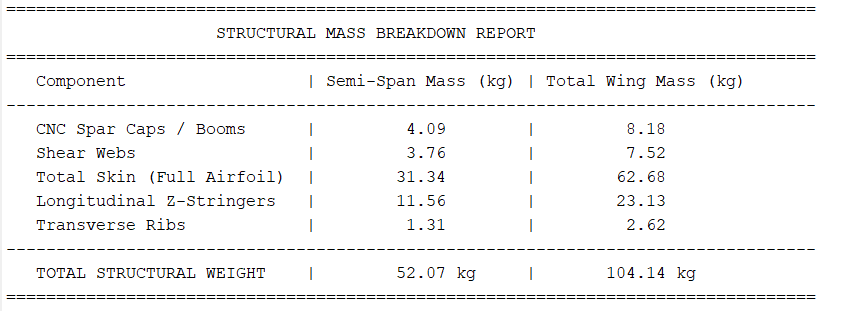 =================================================================================
STRUCTURAL MASS BREAKDOWN REPORT
=================================================================================
Component | Semi-Span Mass (kg) | Total Wing Mass (kg)
---------------------------------------------------------------------------------
CNC Spar Caps / Booms | 4.09 | 8.18
Shear Webs | 3.76 | 7.52
Total Skin (Full Airfoil) | 31.34 | 62.68
Longitudinal Z-Stringers | 11.56 | 23.13
Transverse Ribs | 1.31 | 2.62
---------------------------------------------------------------------------------
TOTAL STRUCTURAL WEIGHT | 52.07 kg | 104.14 kg
=================================================================================